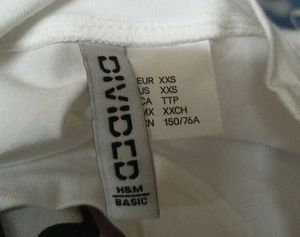 DIVIDED
H&M
BASIC
EUR XXS
US XXS
CA TTP
MX XXCH
CN 150/76A